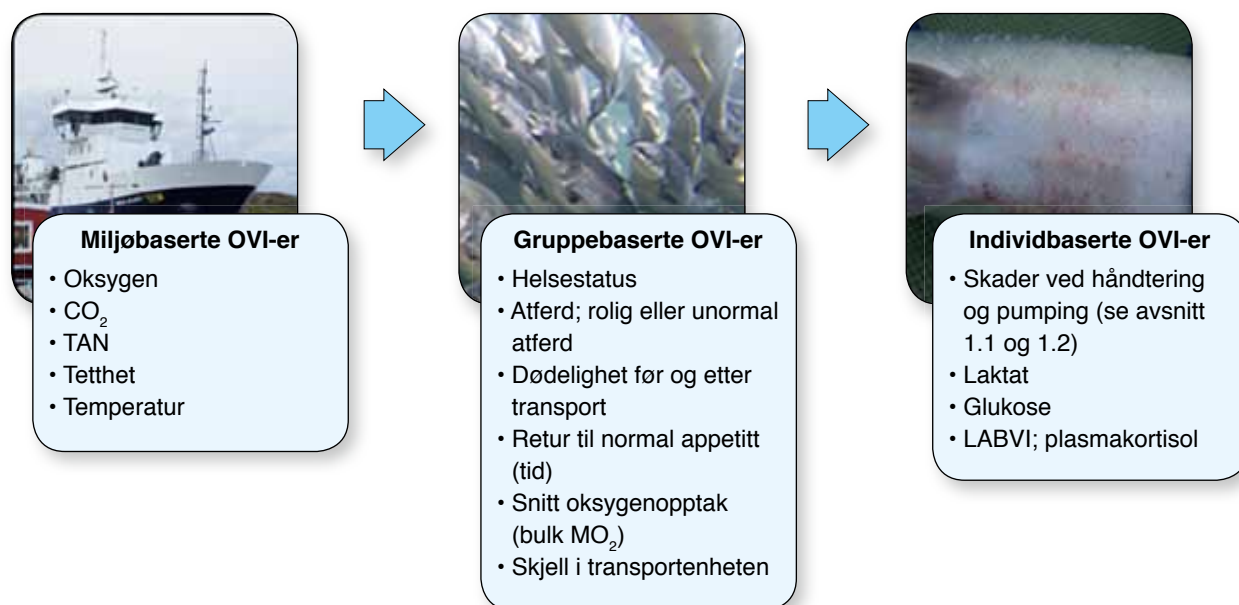 Miljøbaserte OVI-er
• Oksygen
• CO₂
• TAN
• Tetthet
• Temperatur
Gruppebaserte OVI-er
• Helsestatus
• Atferd; rolig eller unormal
atferd
• Dødelighet før og etter
transport
• Retur til normal appetitt
(tid)
• Snitt oksygenopptak
(bulk MO₂)
• Skjell i transportenheten
Individbaserte OVI-er
• Skader ved håndtering
og pumping (se avsnitt
1.1 og 1.2)
• Laktat
• Glukose
• LABVI; plasmakortisol